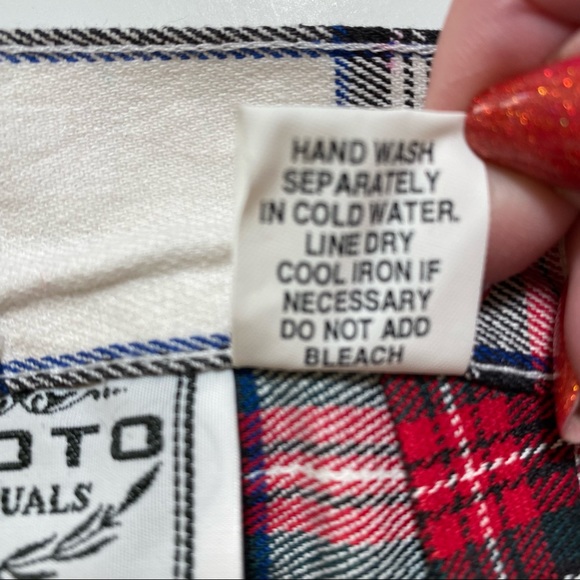 HAND WASH
SEPARATELY
IN COLD WATER.
LINE DRY
COOL IRON IF
NECESSARY
DO NOT ADD
BLEACH
OTO
UALS